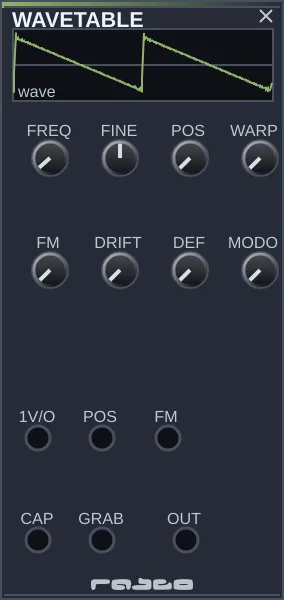 WAVETABLE
wave
FREQ FINE POS WARP
FM DRIFT DEF MODO
1V/O POS FM
CAP GRAB OUT